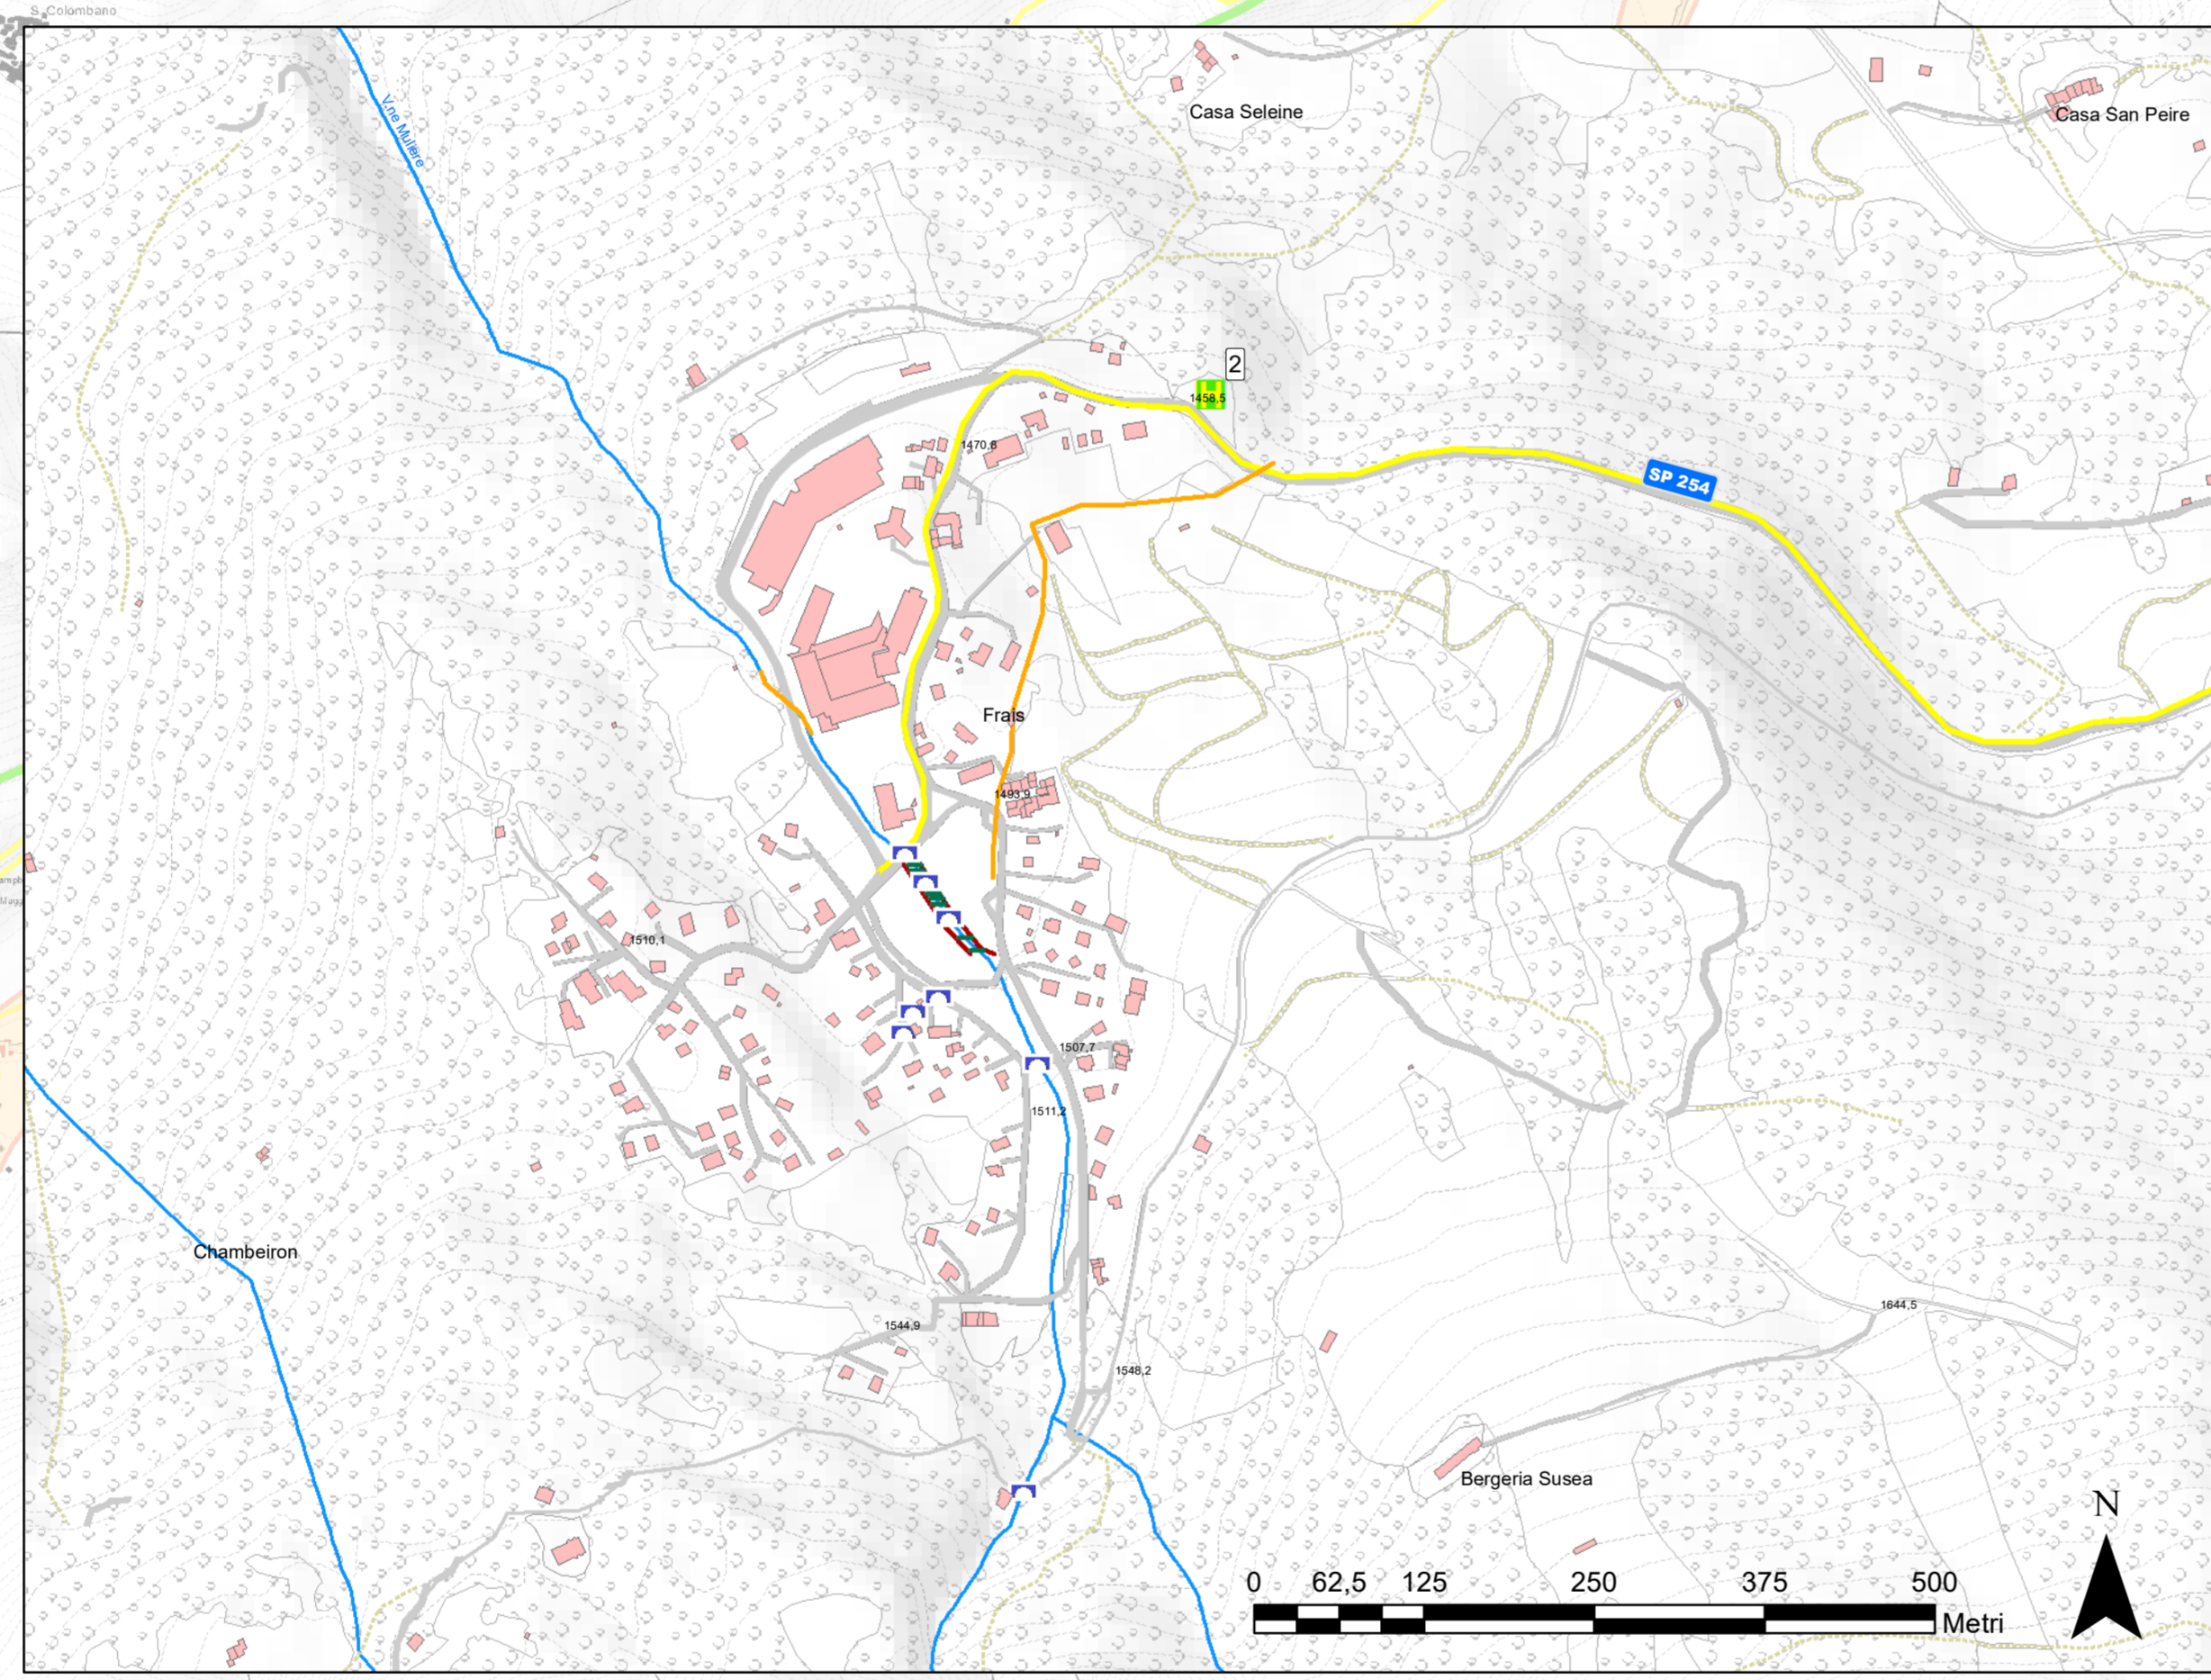 S. Colombano
V.ne Muliere
Casa Seleine
Casa San Peire
2
1458,5
1470,6
SP 254
Frais
1493,9
1510,1
1507,7
1511,2
Chambeiron
1644,5
1544,9
1548,2
Bergeria Susea
N
0 62,5 125 250 375 500
Metri